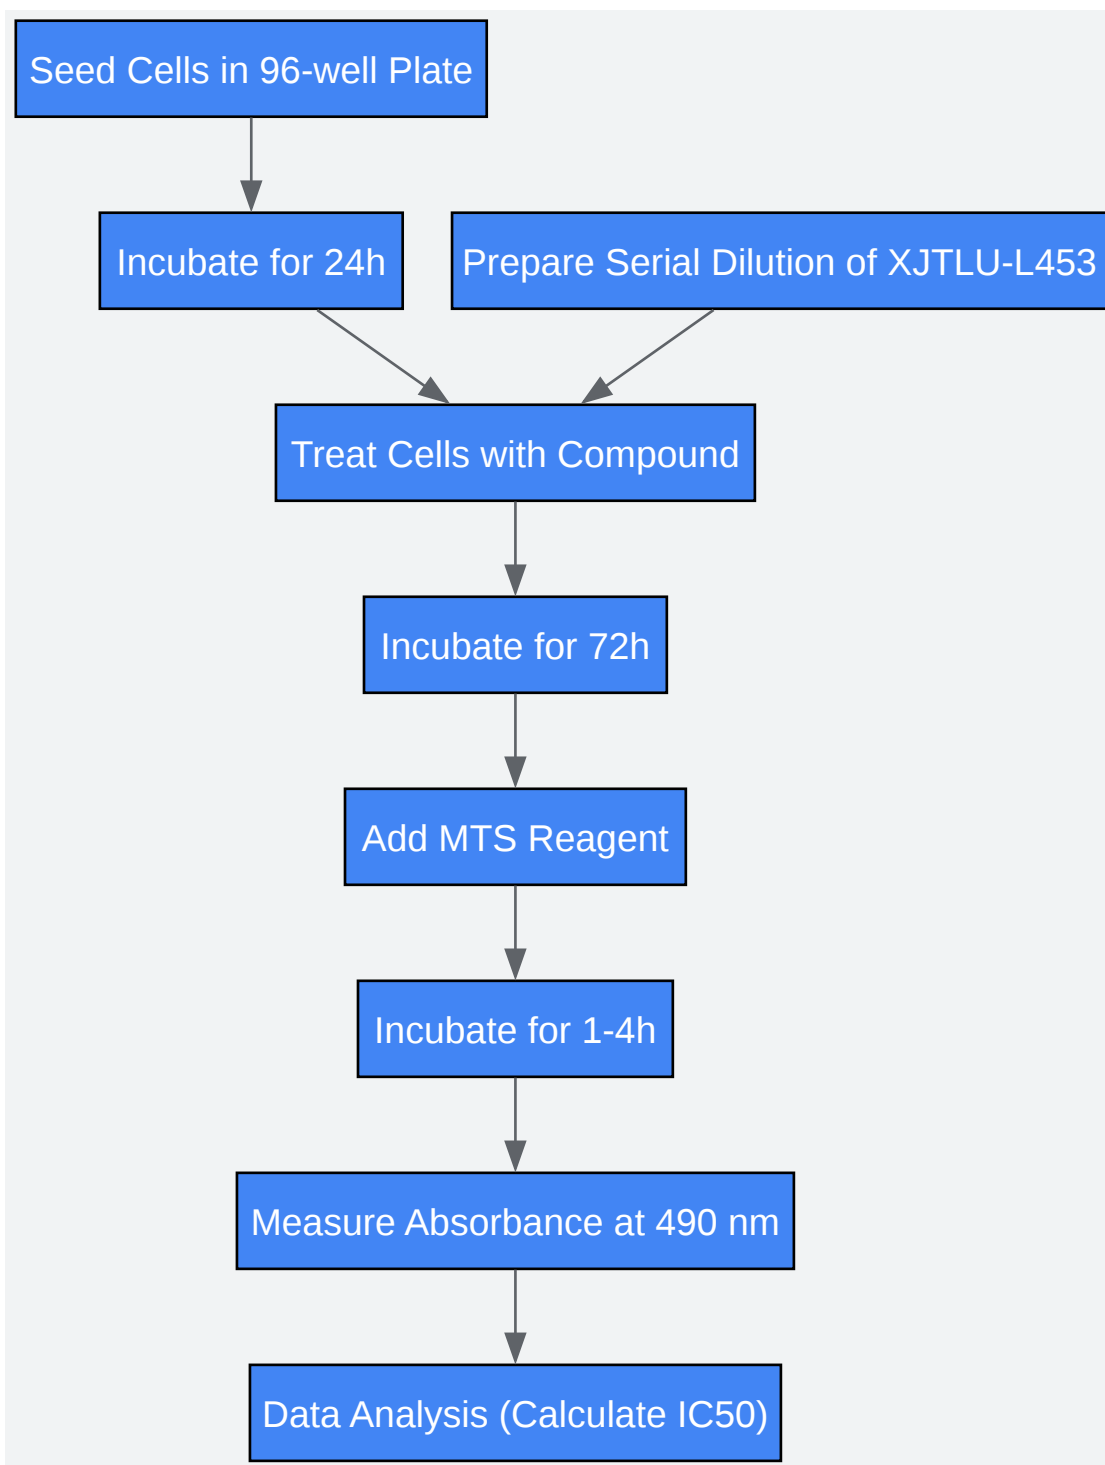 Seed Cells in 96-well Plate
Incubate for 24h
Prepare Serial Dilution of XJTLU-L453
Treat Cells with Compound
Incubate for 72h
Add MTS Reagent
Incubate for 1-4h
Measure Absorbance at 490 nm
Data Analysis (Calculate IC50)